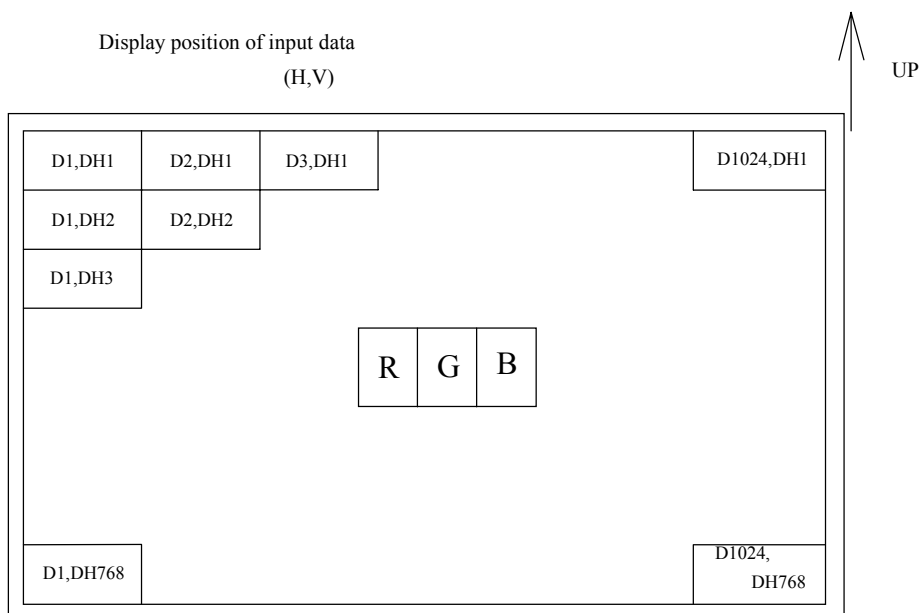 Display position of input data
(H,V)
UP
D1,DH1 D2,DH1 D3,DH1 D1024,DH1
D1,DH2 D2,DH2
D1,DH3
R G B
D1,DH768 D1024,
DH768